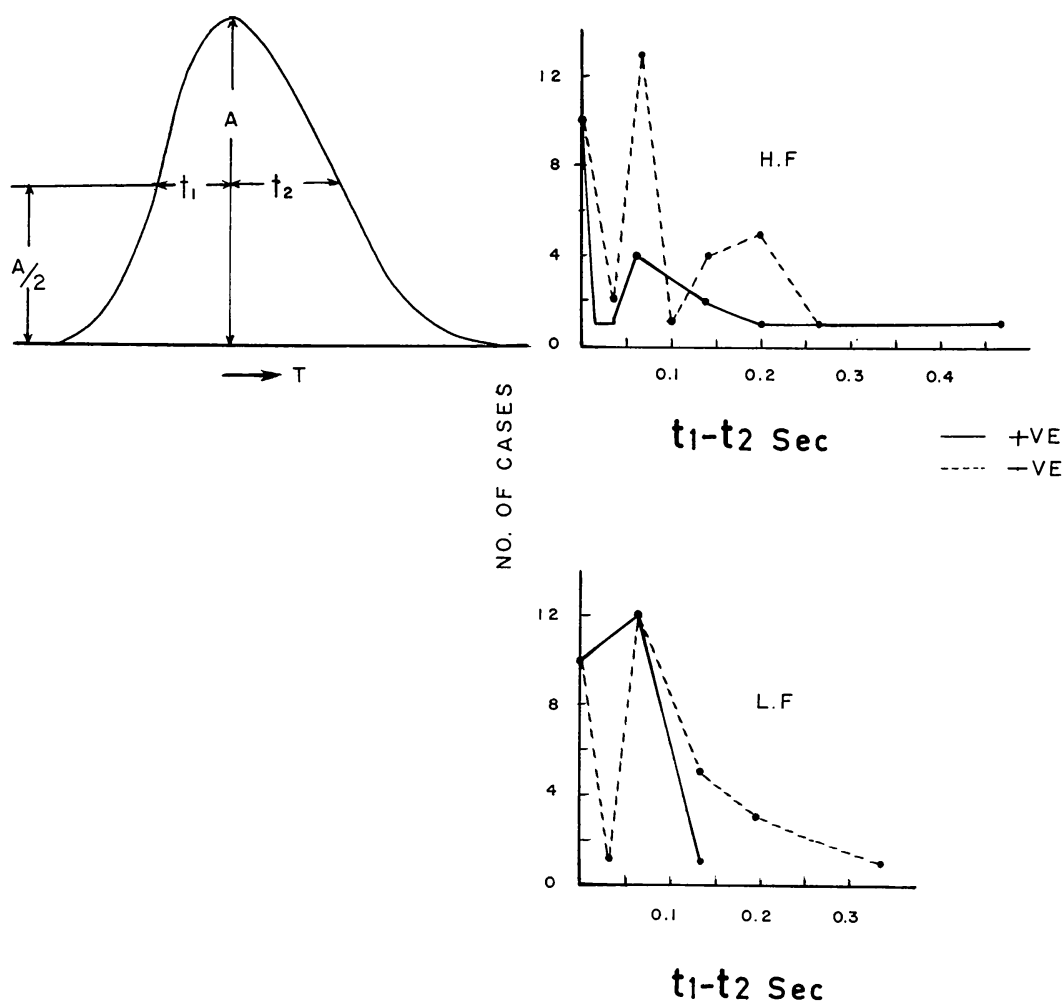 A
t1
t2
A/2
T
NO. OF CASES
12
8
4
0
H.F
0.1 0.2 0.3 0.4
t1-t2 Sec
+VE
-VE
12
8
4
0
L.F
0.1 0.2 0.3
t1-t2 Sec